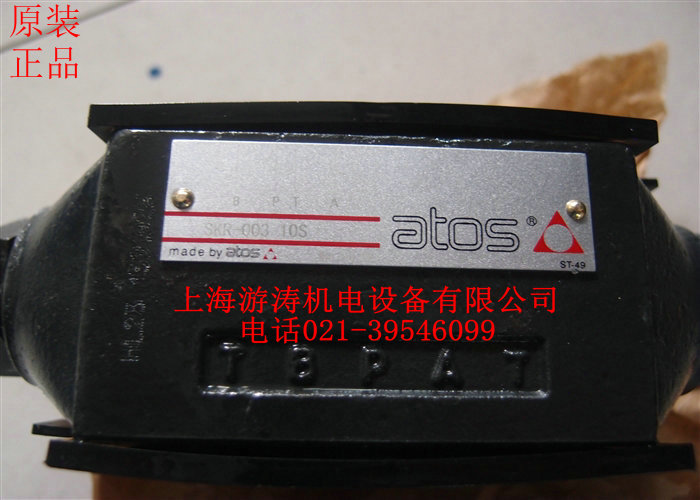 原装
正品
B P T A
SKR-003 10S
atos®
made by atos
ST-49
上海游涛机电设备有限公司
电话021-39546099
T B P A T